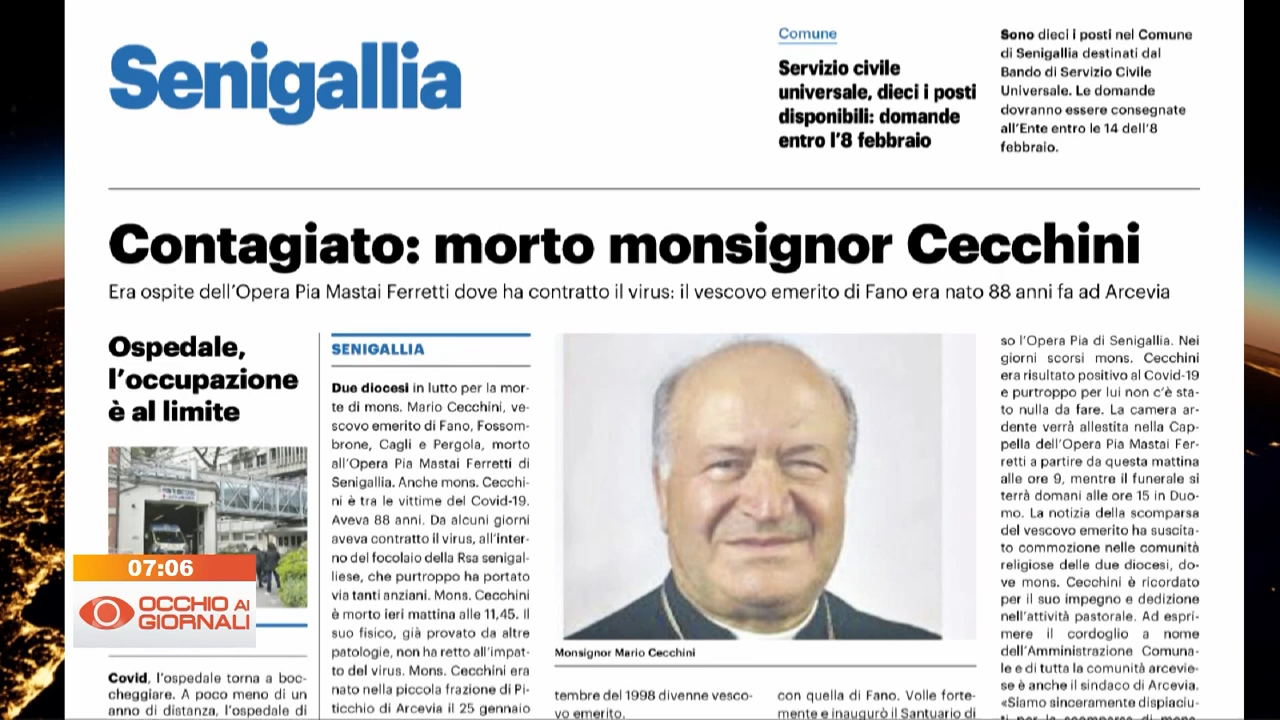 Senigallia
Comune
Servizio civile
universale, dieci i posti
disponibili: domande
entro l'8 febbraio
Sono dieci i posti nel Comune
di Senigallia destinati dal
Bando di Servizio Civile
Universale. Le domande
dovranno essere consegnate
all'Ente entro le 14 dell'8
febbraio.
Contagiato: morto monsignor Cecchini
Era ospite dell'Opera Pia Mastai Ferretti dove ha contratto il virus: il vescovo emerito di Fano era nato 88 anni fa ad Arcevia
Ospedale,
l'occupazione
è al limite
07:06
OCCHIO AI
GIORNALI
Covid, l'ospedale torna a boc-
cheggiare. A poco meno di un
anno di distanza, l'ospedale di
SENIGALLIA
Due diocesi in lutto per la mor-
te di mons. Mario Cecchini, ve-
scovo emerito di Fano, Fossom-
brone, Cagli e Pergola, morto
all'Opera Pia Mastai Ferretti di
Senigallia. Anche mons. Cecchi-
ni è tra le vittime del Covid-19.
Aveva 88 anni. Da alcuni giorni
aveva contratto il virus, all'inter-
no del focolaio della Rsa senigal-
liese, che purtroppo ha portato
via tanti anziani. Mons. Cecchini
è morto ieri mattina alle 11,45. Il
suo fisico, già provato da altre
patologie, non ha retto all'impat-
to del virus. Mons. Cecchini era
nato nella piccola frazione di Pi-
ticchio di Arcevia il 25 gennaio
Monsignor Mario Cecchini
tembre del 1998 divenne vesco-
vo emerito.
con quella di Fano. Volle forte-
mente e inaugurò il Santuario di
so l'Opera Pia di Senigallia. Nei
giorni scorsi mons. Cecchini
era risultato positivo al Covid-19
e purtroppo per lui non c'è sta-
to nulla da fare. La camera ar-
dente verrà allestita nella Cap-
pella dell'Opera Pia Mastai Fer-
retti a partire da questa mattina
alle ore 9, mentre il funerale si
terrà domani alle ore 15 in Duo-
mo. La notizia della scomparsa
del vescovo emerito ha suscita-
to commozione nelle comunità
religiose delle due diocesi, do-
ve mons. Cecchini è ricordato
per il suo impegno e dedizione
nell'attività pastorale. Ad espri-
mere il cordoglio a nome
dell'Amministrazione Comuna-
le e di tutta la comunità arcevie-
se è anche il sindaco di Arcevia.
«Siamo sinceramente dispiaciu-